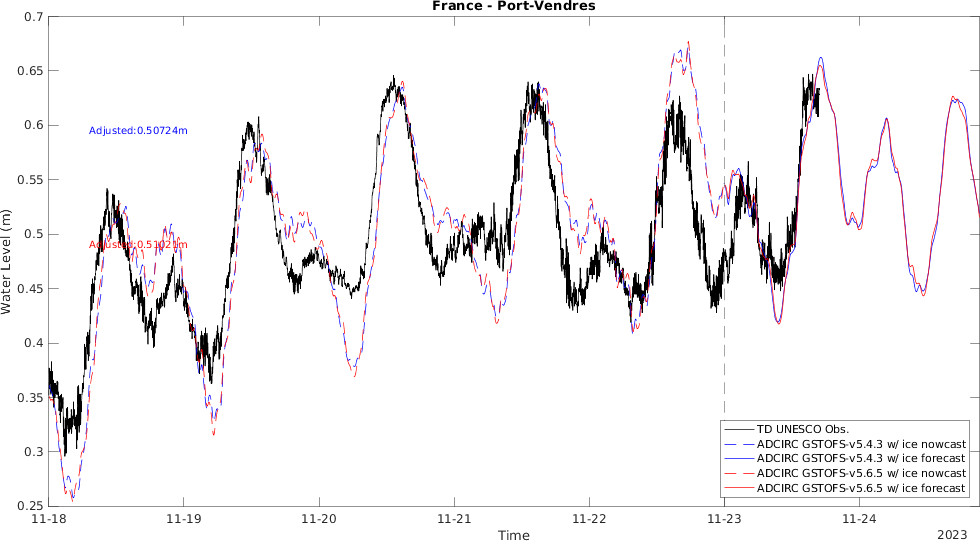 France - Port-Vendres
0.7
0.65
0.6
0.55
0.5
0.45
0.4
0.35
0.3
0.25
Water Level (m)
Adjusted:0.50724m
Adjusted:0.51021m
TD UNESCO Obs.
ADCIRC GSTOFS-v5.4.3 w/ ice nowcast
ADCIRC GSTOFS-v5.4.3 w/ ice forecast
ADCIRC GSTOFS-v5.6.5 w/ ice nowcast
ADCIRC GSTOFS-v5.6.5 w/ ice forecast
11-18 11-19 11-20 11-21 11-22 11-23 11-24
Time
2023